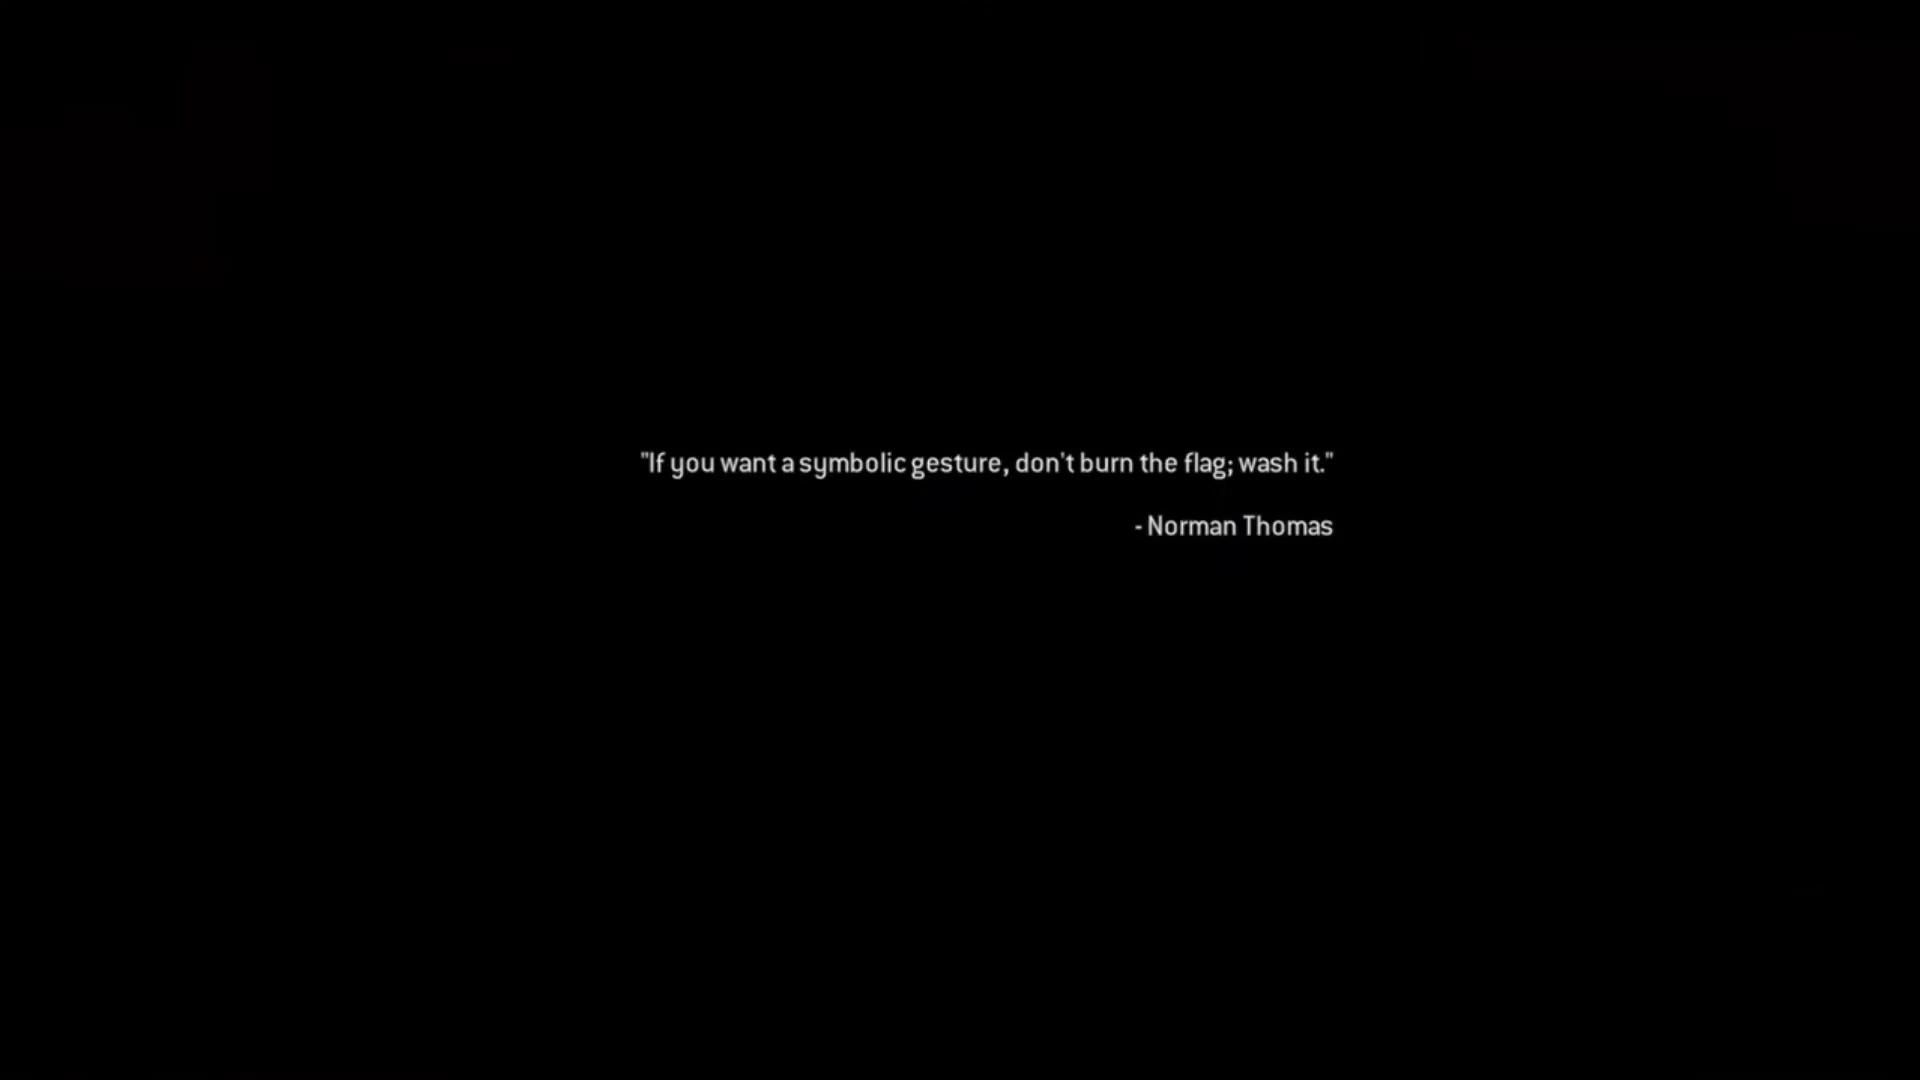 "If you want a symbolic gesture, don't burn the flag; wash it."
- Norman Thomas